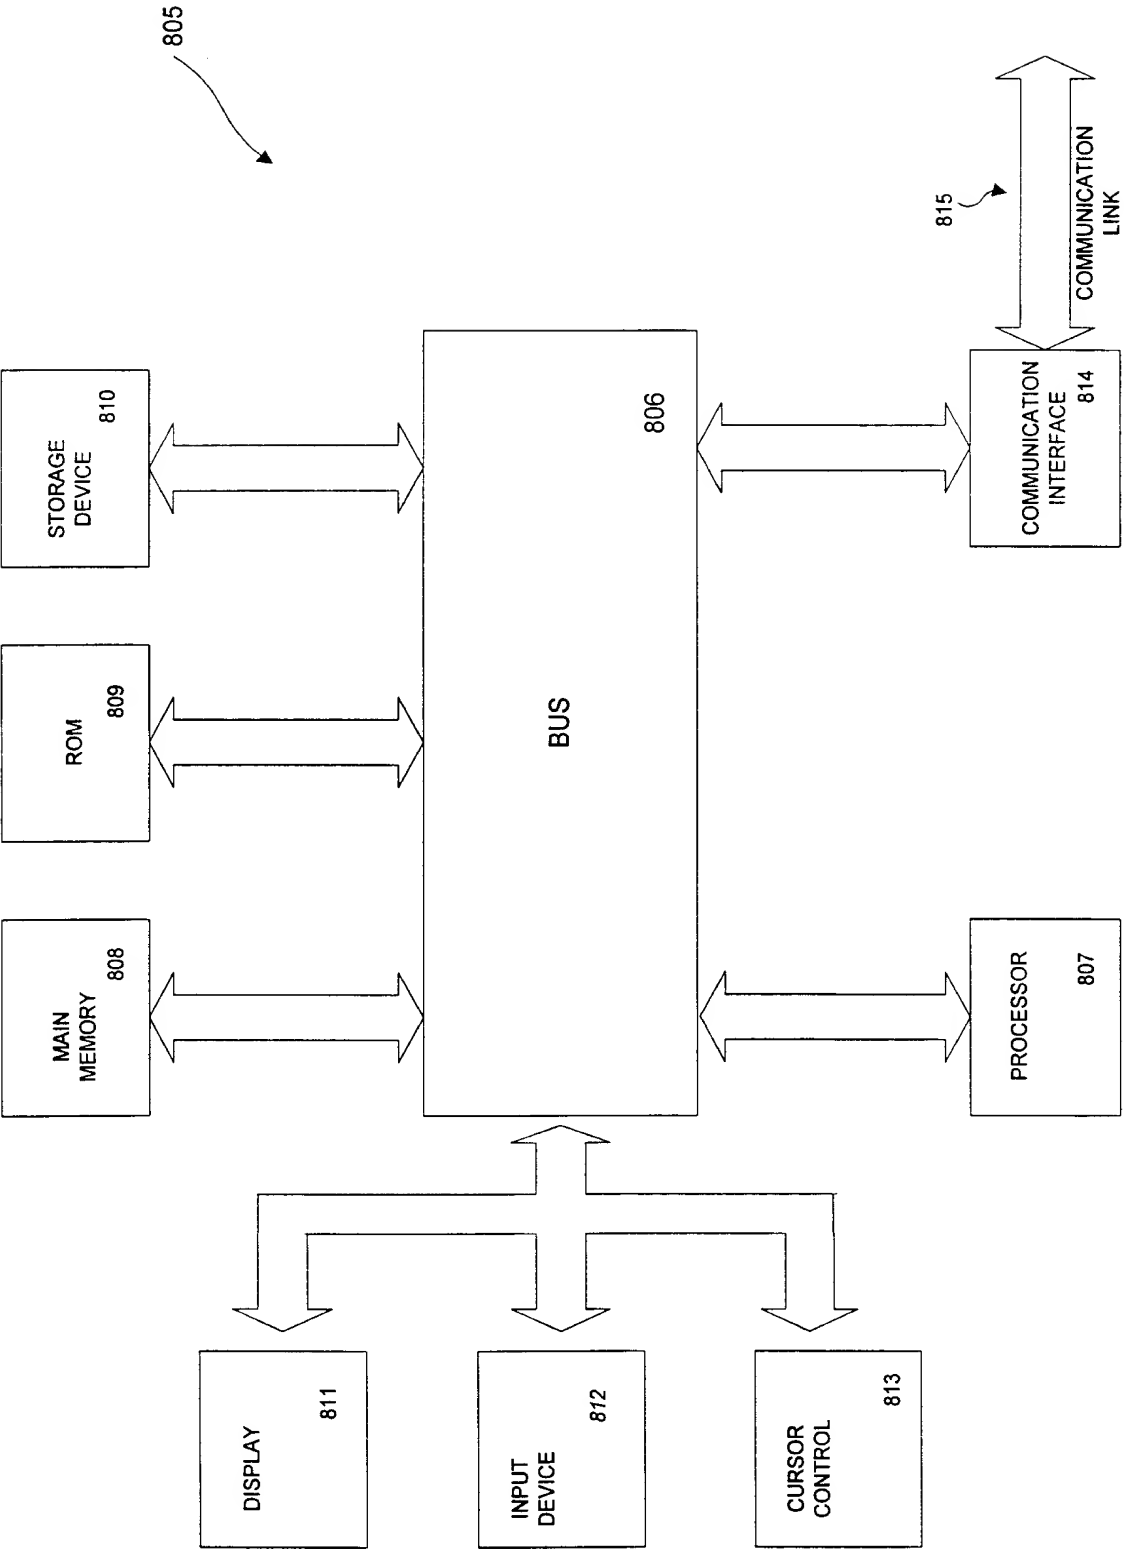 805
MAIN
MEMORY
808
ROM
809
STORAGE
DEVICE
810
DISPLAY
811
INPUT
DEVICE
812
CURSOR
CONTROL
813
BUS
806
815
COMMUNICATION
LINK
PROCESSOR
807
COMMUNICATION
INTERFACE
814